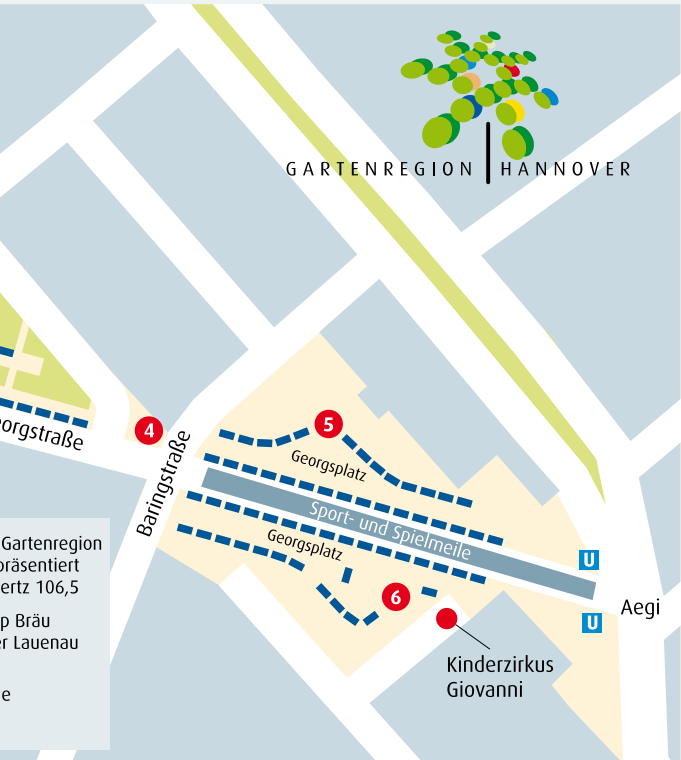 GARTENREGION HANNOVER
4
5
orgstraße
Baringstraße
Georgsplatz
Sport- und Spielmeile
Georgsplatz
Gartenregion
präsentiert
ertz 106,5
p Bräu
er Lauenau
e
6
U
U
Aegi
Kinderzirkus
Giovanni